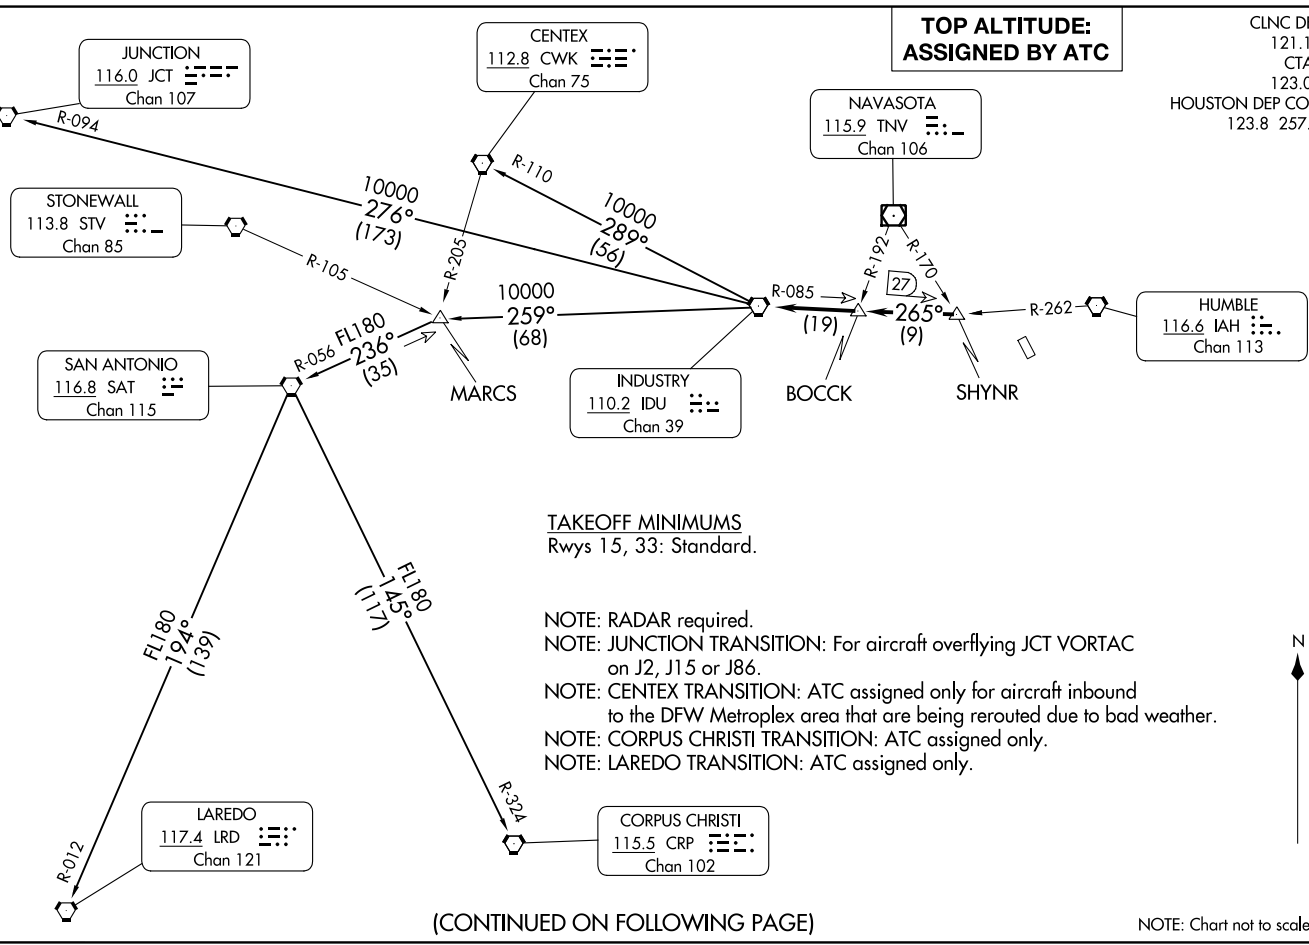 TOP ALTITUDE:
ASSIGNED BY ATC
CLNC DE
121.1
CTA
123.0
HOUSTON DEP CO
123.8 257.
JUNCTION
116.0 JCT
Chan 107
CENTEX
112.8 CWK
Chan 75
NAVASOTA
115.9 TNV
Chan 106
R-094
R-110
STONEWALL
113.8 STV
Chan 85
10000
276°
(173)
10000
289°
(56)
R-205
R-105
R-192
R-170
27
R-085
265°
(19)
(9)
R-262
HUMBLE
116.6 IAH
Chan 113
10000
259°
(68)
R-056
FL180
236°
(35)
SAN ANTONIO
116.8 SAT
Chan 115
MARCS
INDUSTRY
110.2 IDU
Chan 39
BOCCK
SHYNR
TAKEOFF MINIMUMS
Rwys 15, 33: Standard.
FL180
194°
(139)
FL180
145°
(117)
NOTE: RADAR required.
NOTE: JUNCTION TRANSITION: For aircraft overflying JCT VORTAC
on J2, J15 or J86.
NOTE: CENTEX TRANSITION: ATC assigned only for aircraft inbound
to the DFW Metroplex area that are being rerouted due to bad weather.
NOTE: CORPUS CHRISTI TRANSITION: ATC assigned only.
NOTE: LAREDO TRANSITION: ATC assigned only.
N
R-324
R-012
LAREDO
117.4 LRD
Chan 121
CORPUS CHRISTI
115.5 CRP
Chan 102
(CONTINUED ON FOLLOWING PAGE)
NOTE: Chart not to scale